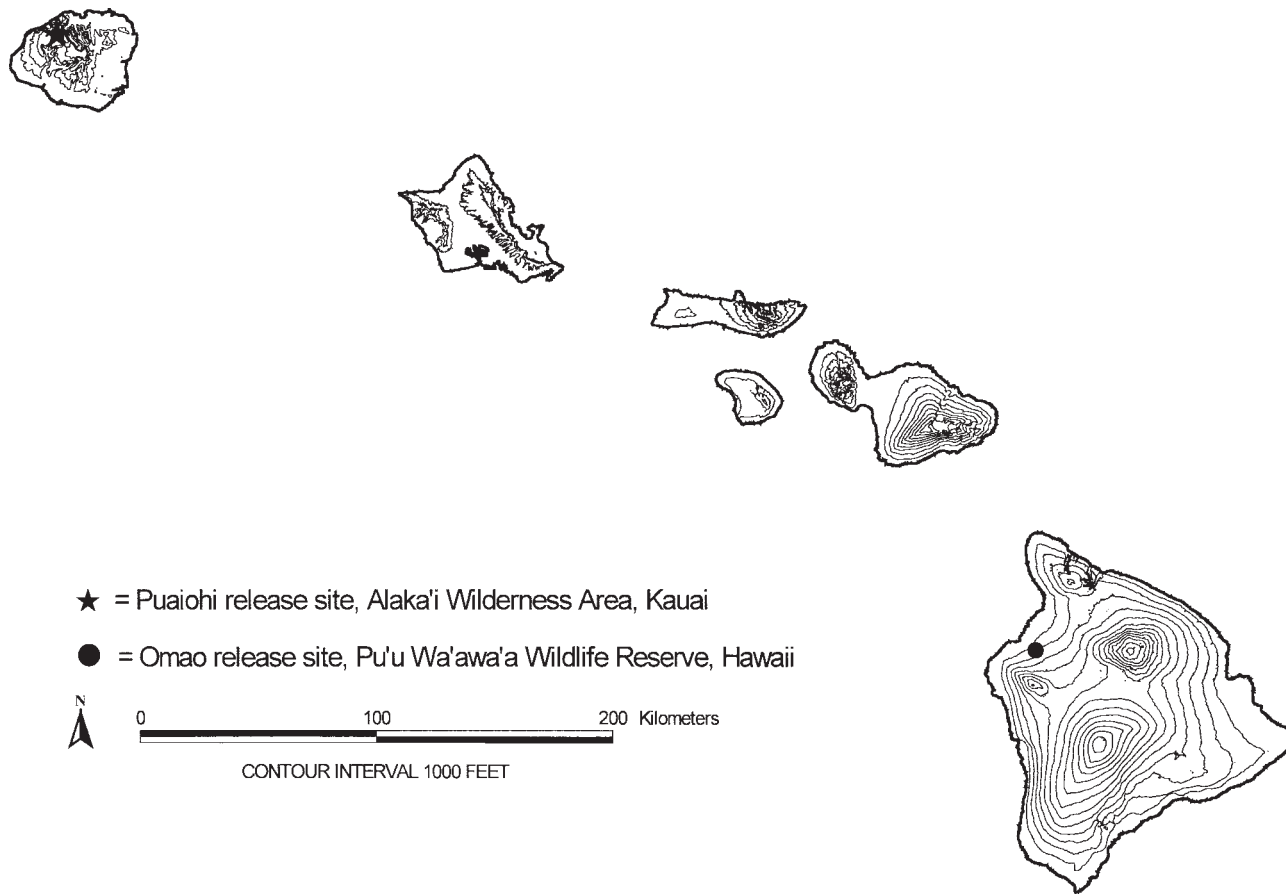 ★ = Puaiohi release site, Alaka'i Wilderness Area, Kauai
● = Omao release site, Pu'u Wa'awa'a Wildlife Reserve, Hawaii
N
0 100 200 Kilometers
CONTOUR INTERVAL 1000 FEET